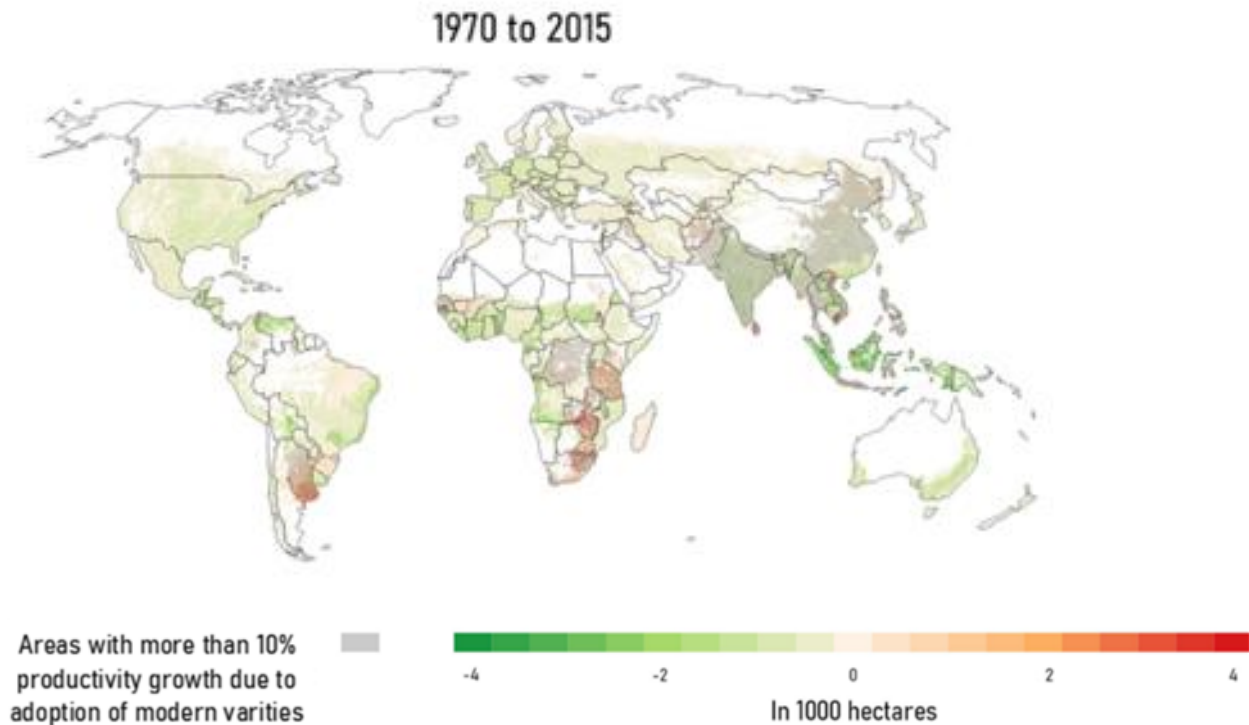 1970 to 2015
Areas with more than 10%
productivity growth due to
adoption of modern varities
-4
-2
0
2
4
In 1000 hectares